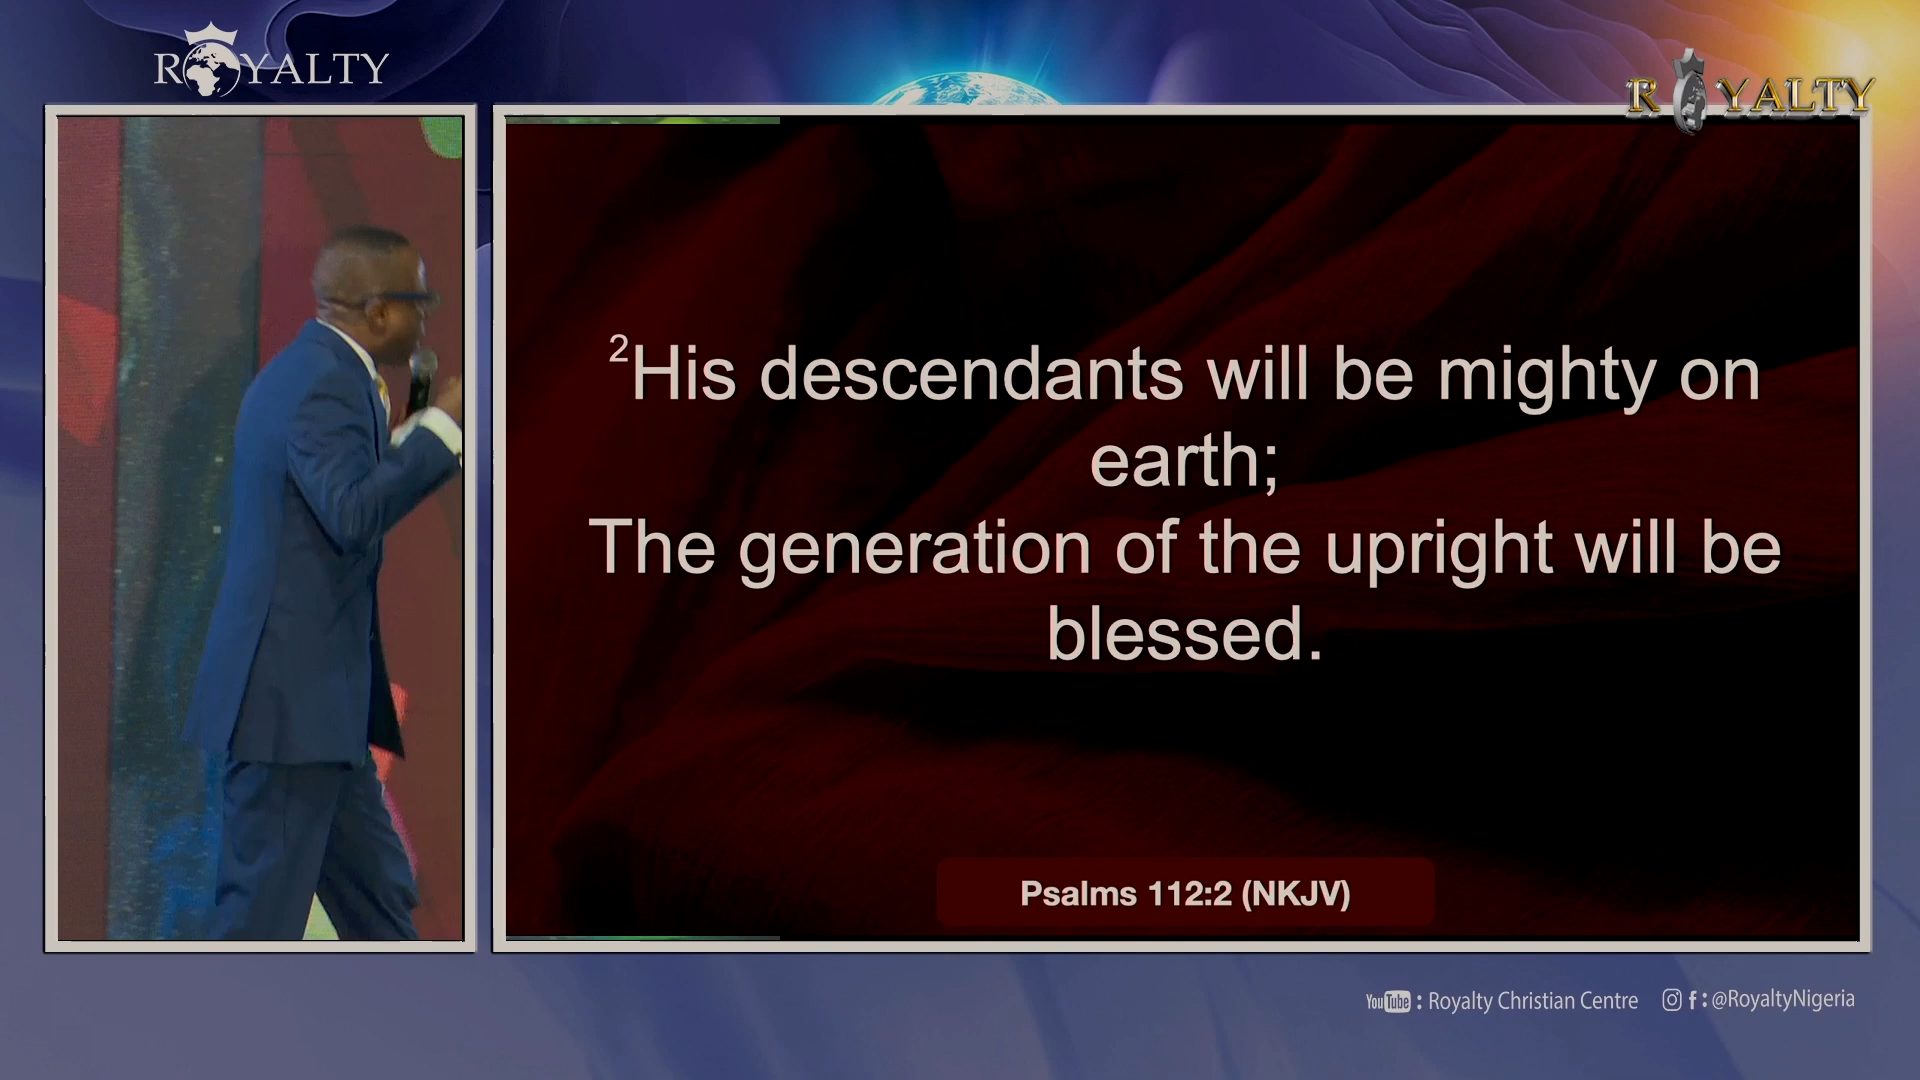 ROYALTY
ROYALTY
2His descendants will be mighty on
earth;
The generation of the upright will be
blessed.
Psalms 112:2 (NKJV)
YouTube : Royalty Christian Centre f : @RoyaltyNigeria